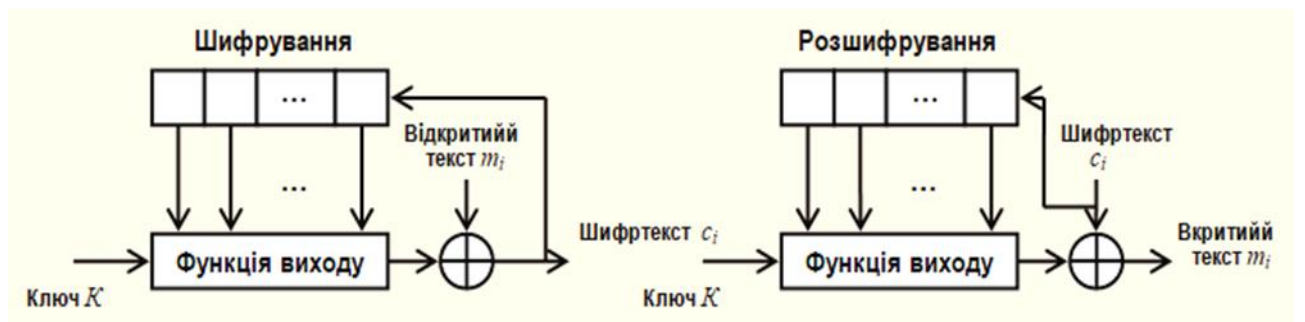 Шифрування
...
Відкритийй
текст mᵢ
...
Функція виходу
Шифртекст cᵢ
Ключ K
Розшифрування
...
Шифртекст
cᵢ
...
Функція виходу
Вкритийй
текст mᵢ
Ключ K